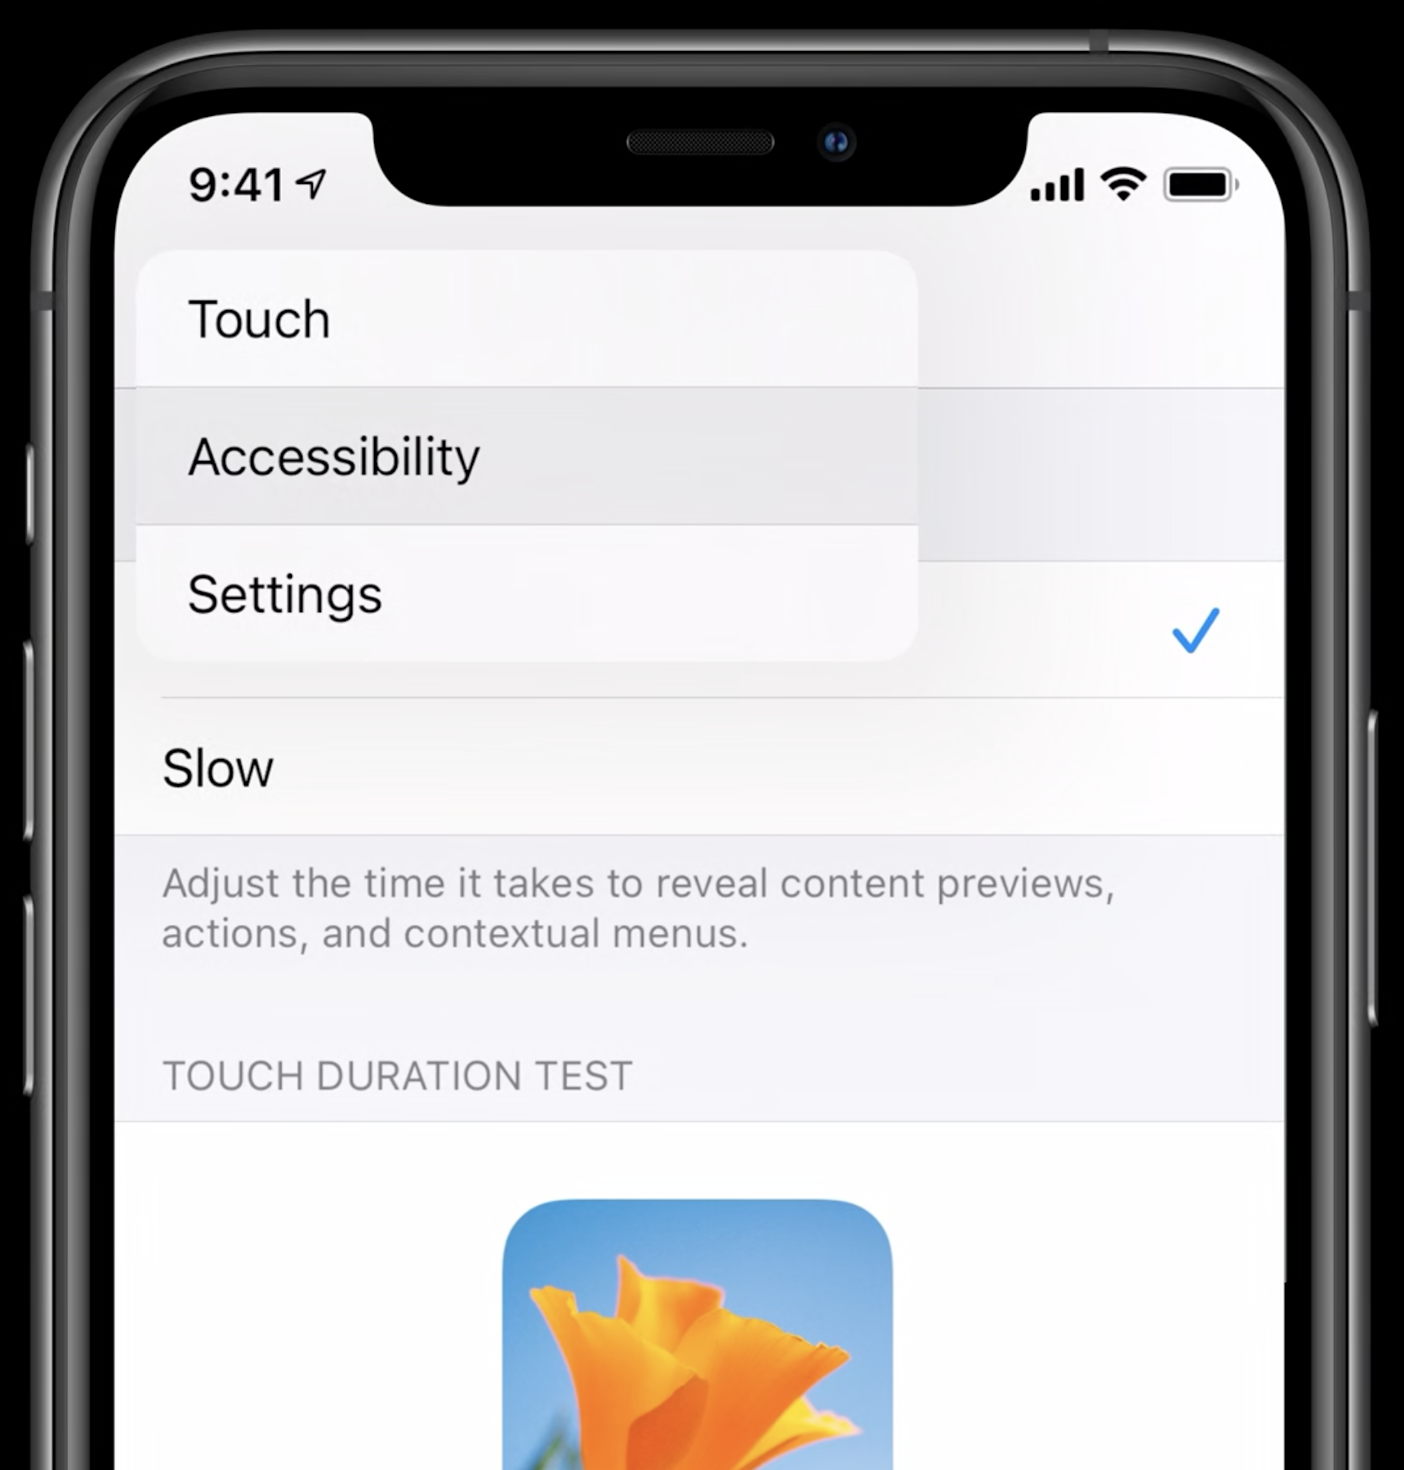 9:41
Touch
Accessibility
Settings
Slow
Adjust the time it takes to reveal content previews,
actions, and contextual menus.
TOUCH DURATION TEST